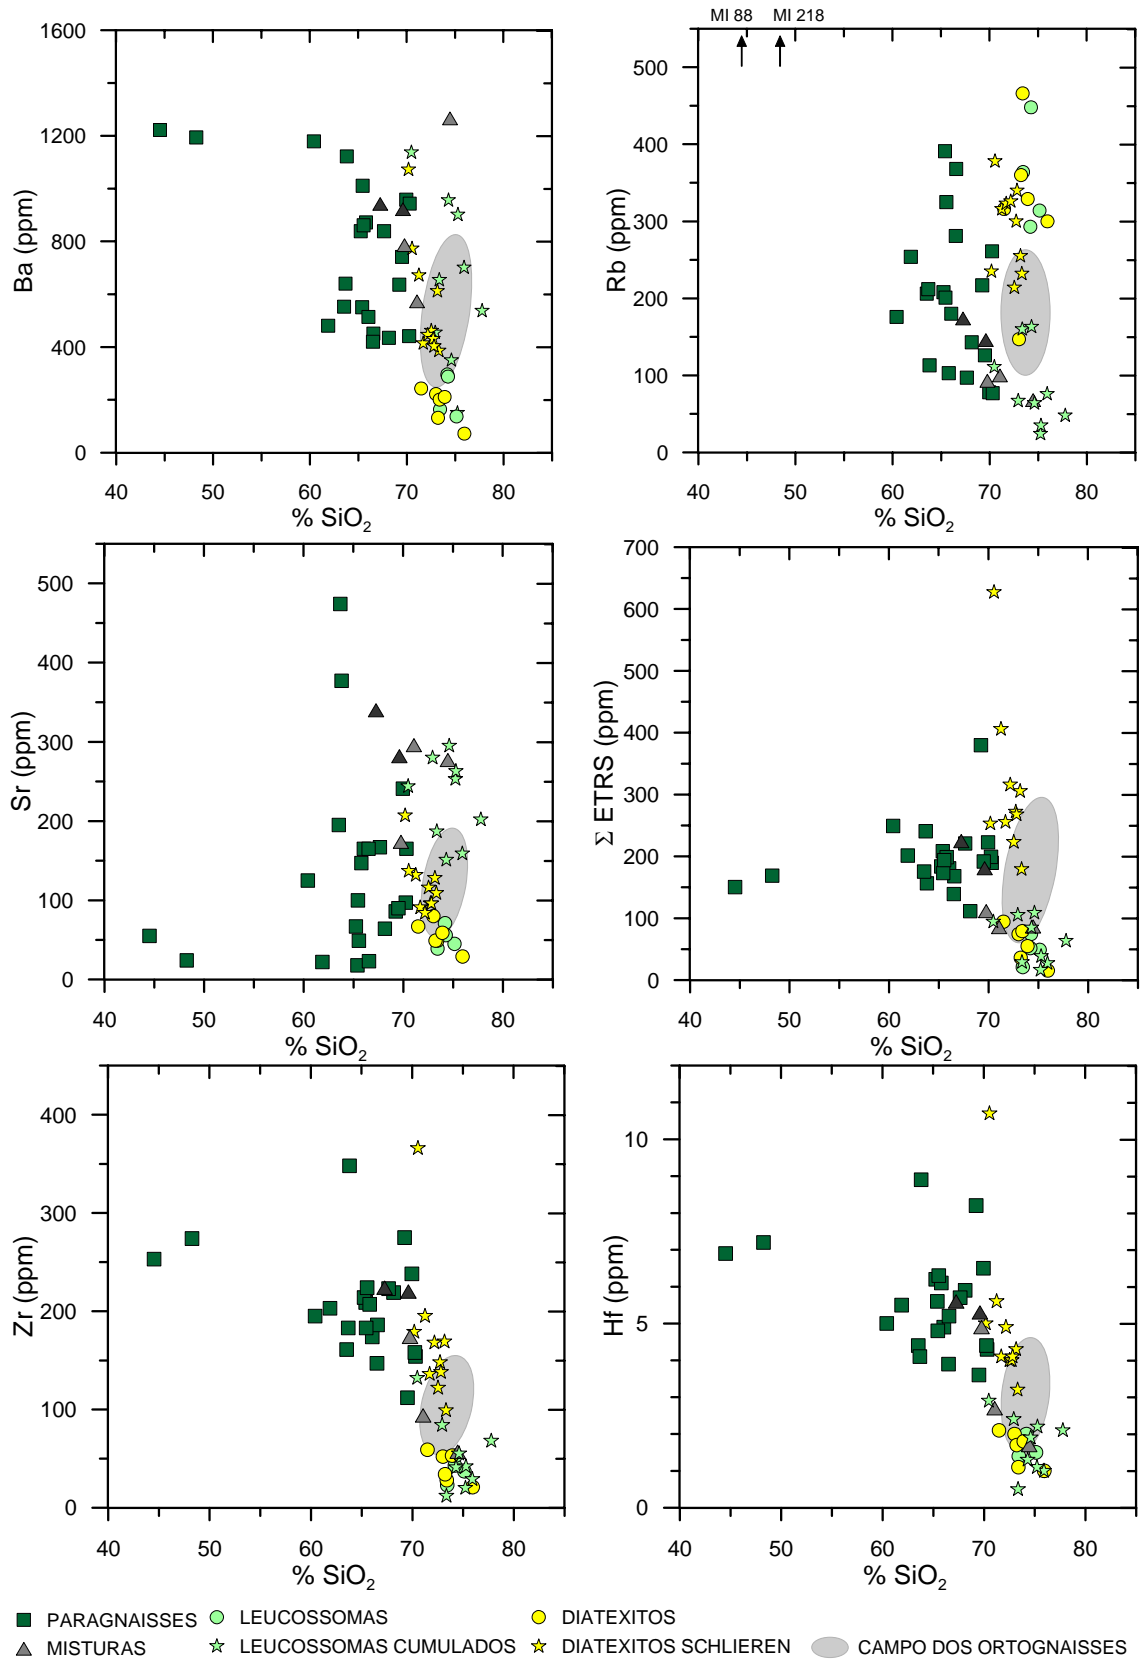 MI 88 MI 218
1600
1200
800
400
0
Ba (ppm)
40 50 60 70 80
% SiO2
500
400
300
200
100
0
Rb (ppm)
40 50 60 70 80
% SiO2
500
400
300
200
100
0
Sr (ppm)
40 50 60 70 80
% SiO2
700
600
500
400
300
200
100
0
Σ ETRS (ppm)
40 50 60 70 80
% SiO2
400
300
200
100
0
Zr (ppm)
40 50 60 70 80
% SiO2
10
5
0
Hf (ppm)
40 50 60 70 80
% SiO2
PARAGNAISSES LEUCOSSOMAS DIATEXITOS
MISTURAS LEUCOSSOMAS CUMULADOS DIATEXITOS SCHLIEREN CAMPO DOS ORTOGNAISSES